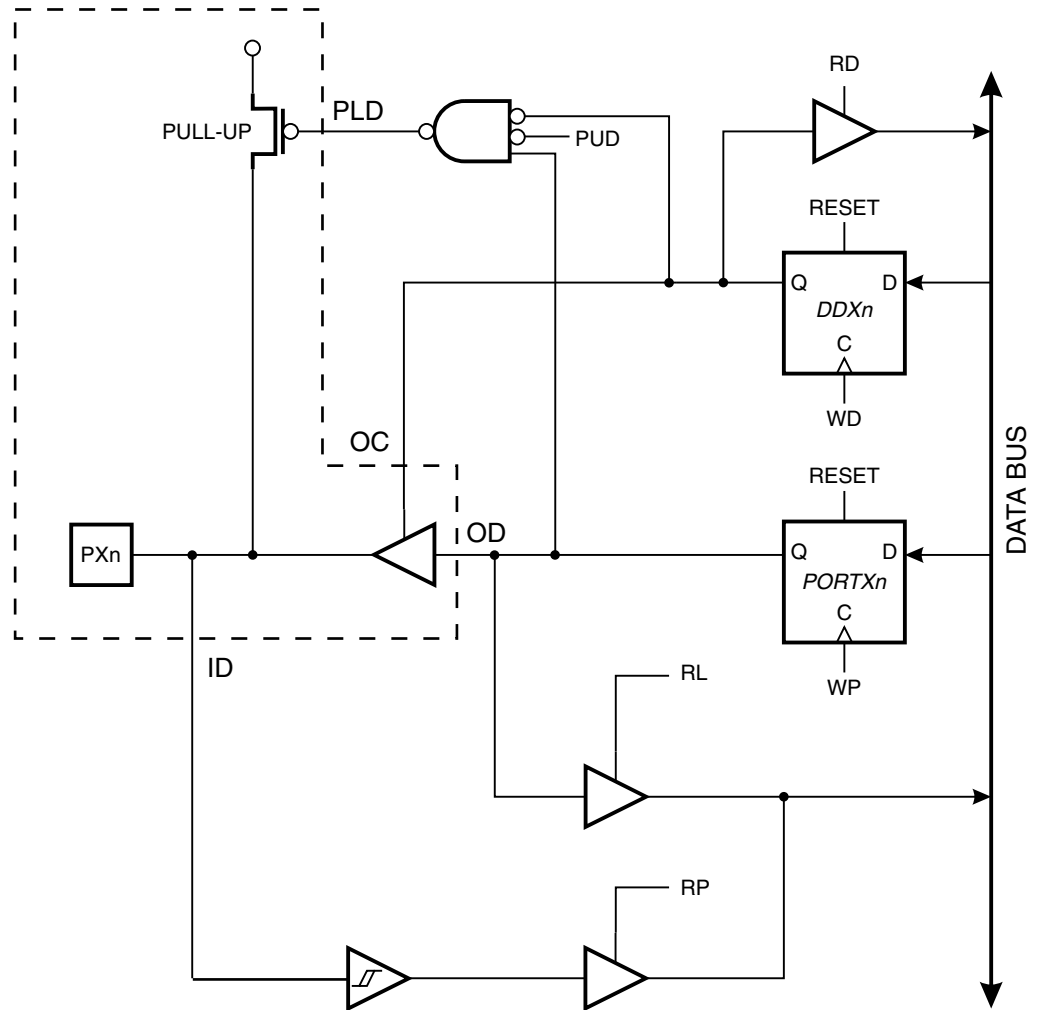 RD
PLD
PULL-UP
PUD
RESET
Q
D
DDXn
C
WD
OC
RESET
OD
PXn
Q
D
PORTXn
C
WP
DATA BUS
ID
RL
RP